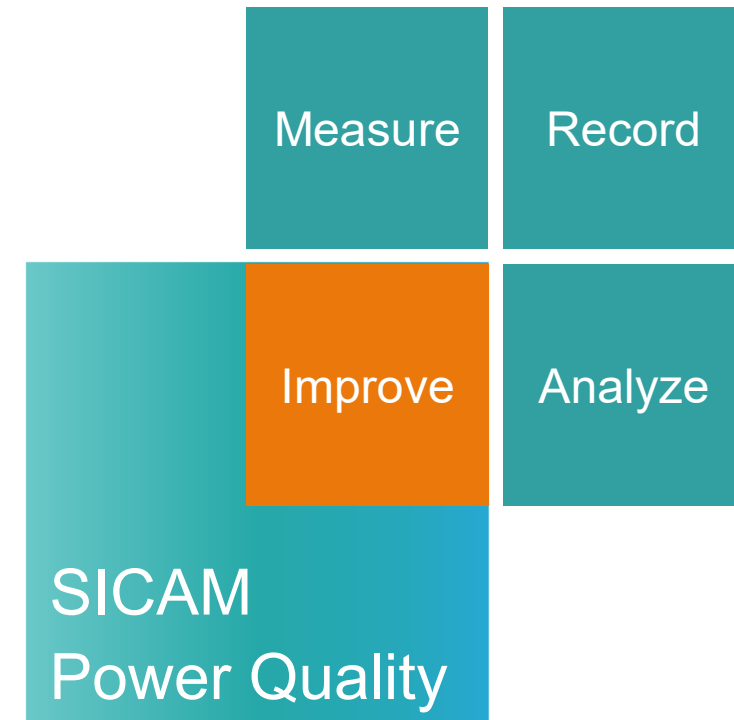 Measure
Record
Improve
Analyze
SICAM
Power Quality